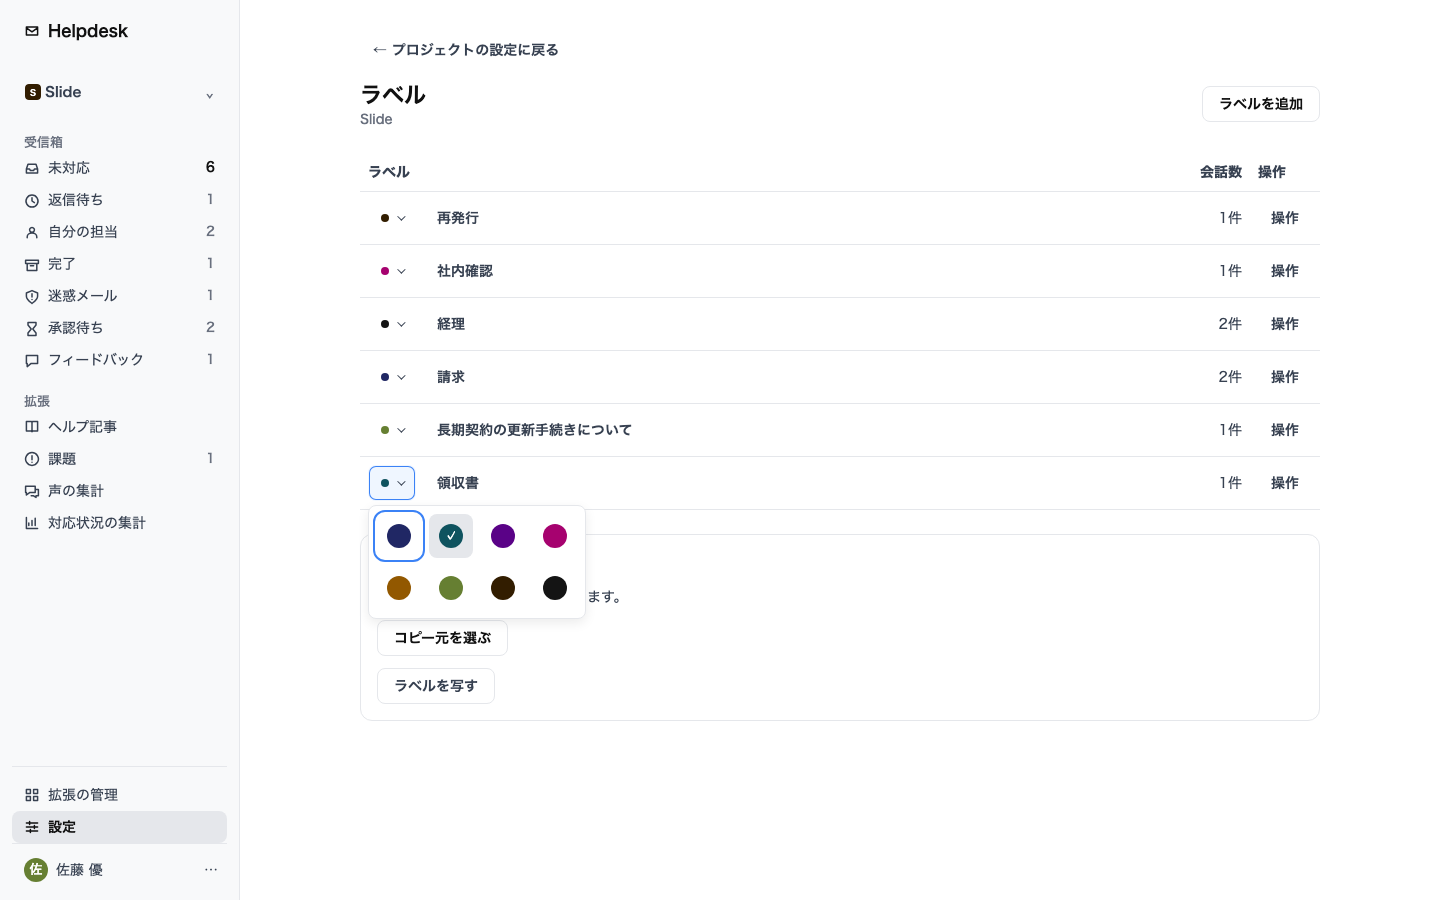 Helpdesk
S Slide
受信箱
未対応 6
返信待ち 1
自分の担当 2
完了 1
迷惑メール 1
承認待ち 2
フィードバック 1
拡張
ヘルプ記事
課題 1
声の集計
対応状況の集計
拡張の管理
設定
佐 佐藤 優 …
← プロジェクトの設定に戻る
ラベル
Slide
ラベルを追加
ラベル 会話数 操作
再発行 1件 操作
社内確認 1件 操作
経理 2件 操作
請求 2件 操作
長期契約の更新手続きについて 1件 操作
領収書 1件 操作
ます。
コピー元を選ぶ
ラベルを写す